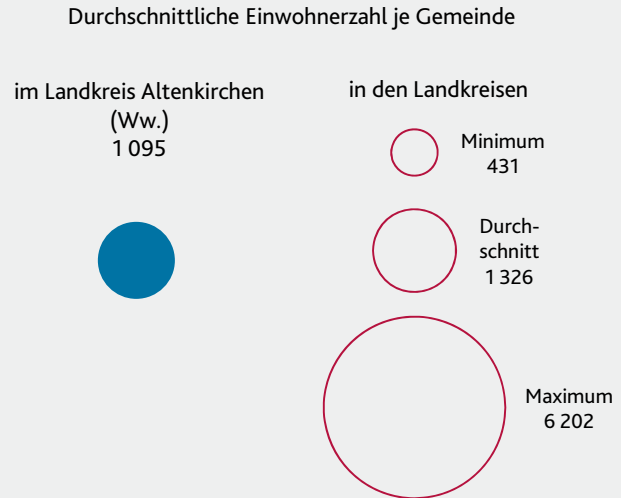 Durchschnittliche Einwohnerzahl je Gemeinde
im Landkreis Altenkirchen
(Ww.)
1 095
in den Landkreisen
Minimum
431
Durch-
schnitt
1 326
Maximum
6 202